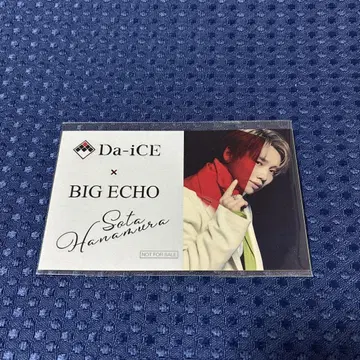 Da-iCE
×
BIG ECHO
Sota
Hanamura
NOT FOR SALE